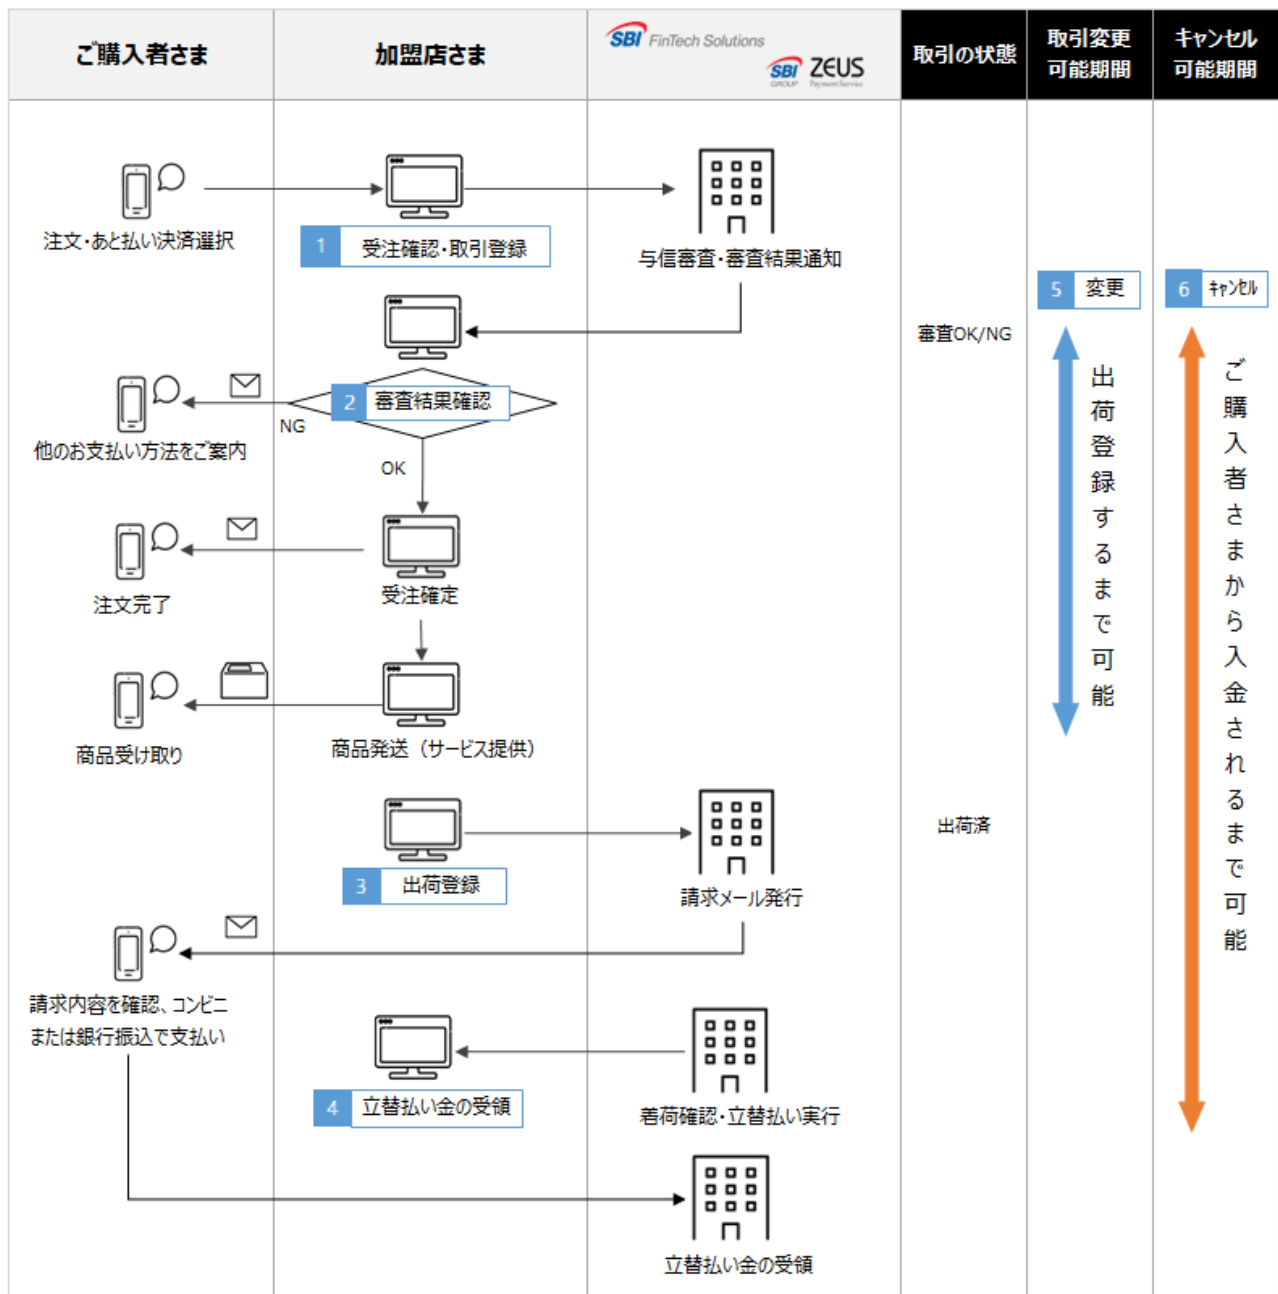 ご購入者さま
加盟店さま
SBI FinTech Solutions
SBI GROUP ZEUS Payment Service
取引の状態
取引変更
可能期間
キャンセル
可能期間
注文・あと払い決済選択
1 受注確認・取引登録
与信審査・審査結果通知
5 変更
6 キャンセル
審査OK/NG
出荷登録するまで可能
ご購入者さまから入金されるまで可能
2 審査結果確認
NG
他のお支払い方法をご案内
OK
受注確定
注文完了
商品発送（サービス提供）
商品受け取り
出荷済
3 出荷登録
請求メール発行
請求内容を確認、コンビニ
または銀行振込で支払い
4 立替払い金の受領
着荷確認・立替払い実行
立替払い金の受領